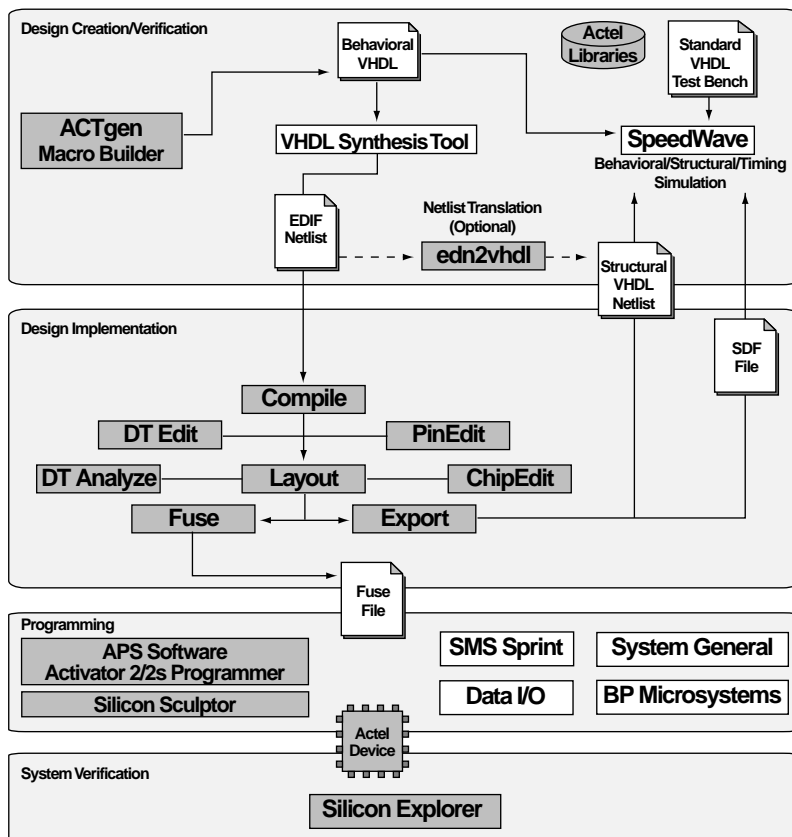 Design Creation/Verification
Behavioral
VHDL
Actel
Libraries
Standard
VHDL
Test Bench
ACTgen
Macro Builder
VHDL Synthesis Tool
SpeedWave
Behavioral/Structural/Timing
Simulation
EDIF
Netlist
Netlist Translation
(Optional)
edn2vhdl
Structural
VHDL
Netlist
Design Implementation
SDF
File
Compile
DT Edit
PinEdit
DT Analyze
Layout
ChipEdit
Fuse
Export
Fuse
File
Programming
APS Software
Activator 2/2s Programmer
Silicon Sculptor
SMS Sprint
System General
Data I/O
BP Microsystems
Actel
Device
System Verification
Silicon Explorer